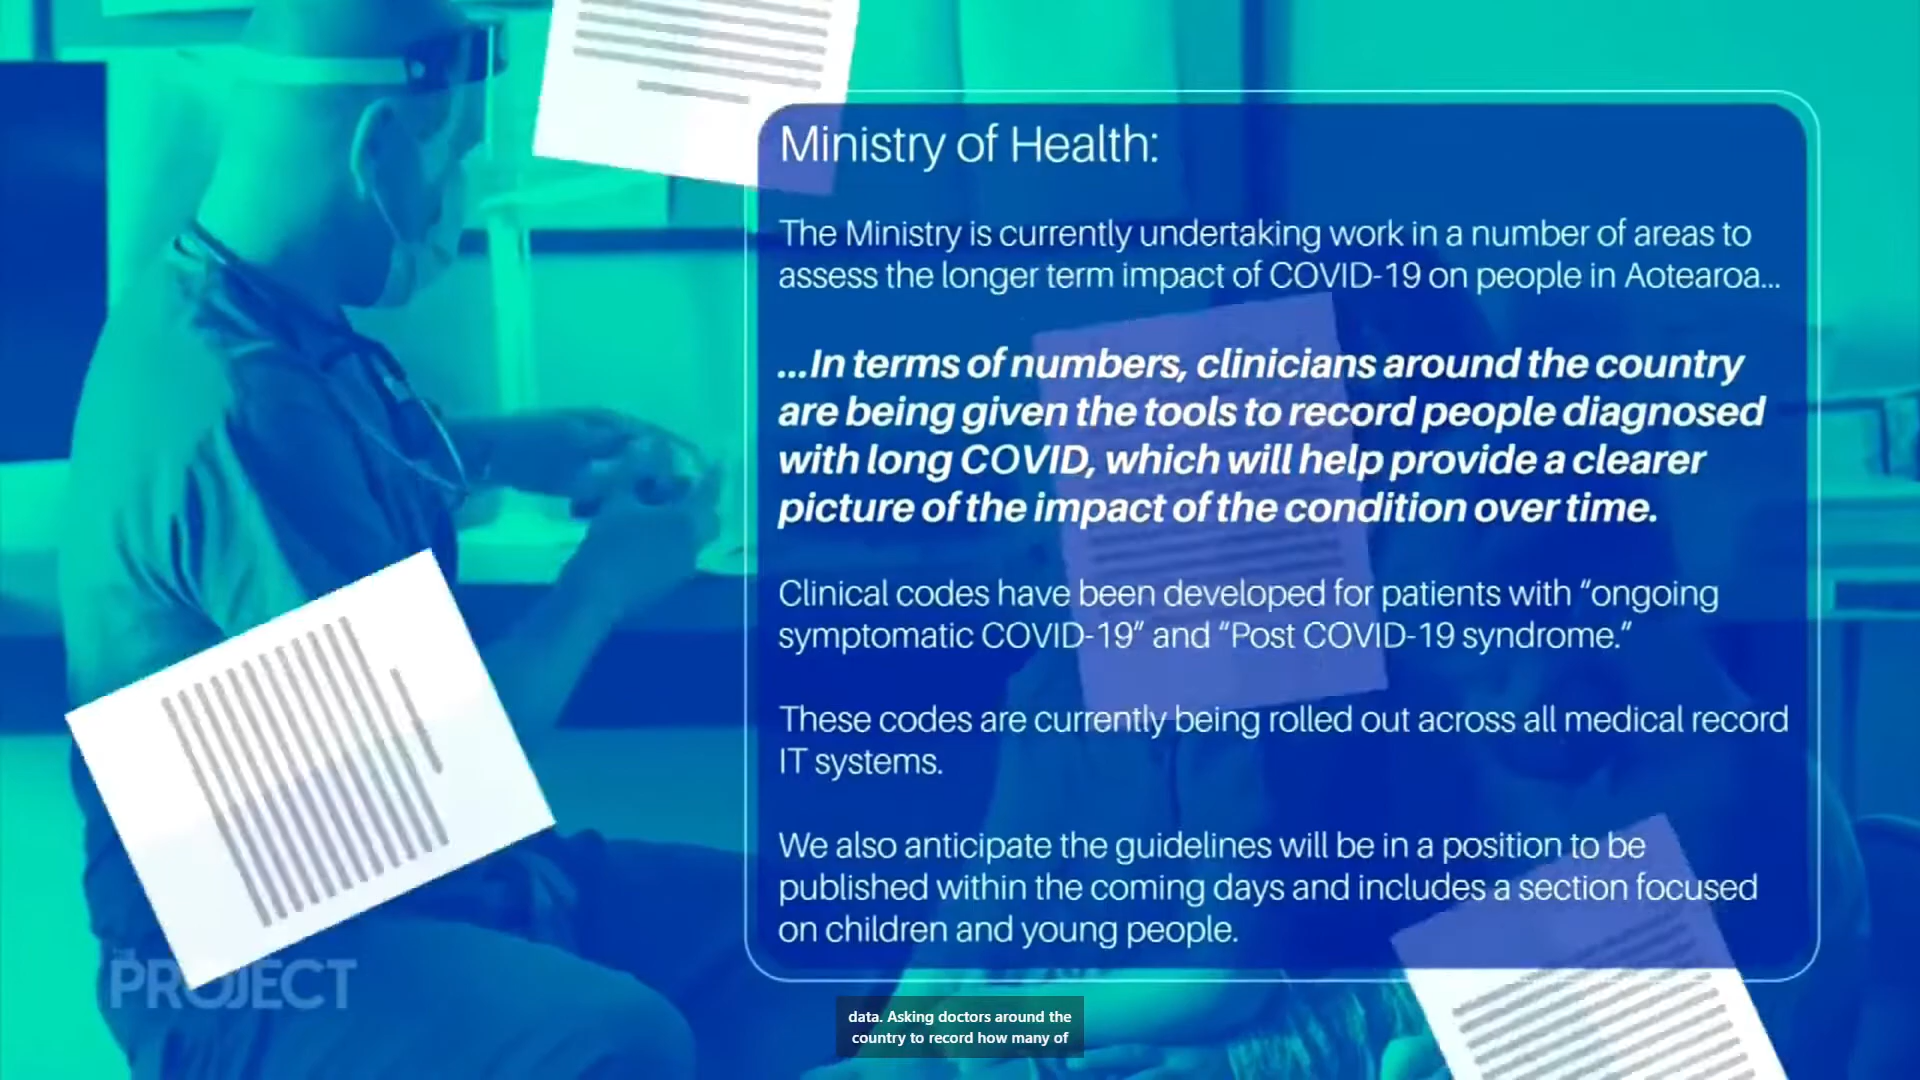 Ministry of Health:
The Ministry is currently undertaking work in a number of areas to
assess the longer term impact of COVID-19 on people in Aotearoa...
...In terms of numbers, clinicians around the country
are being given the tools to record people diagnosed
with long COVID, which will help provide a clearer
picture of the impact of the condition over time.
Clinical codes have been developed for patients with “ongoing
symptomatic COVID-19” and “Post COVID-19 syndrome.”
These codes are currently being rolled out across all medical record
IT systems.
We also anticipate the guidelines will be in a position to be
published within the coming days and includes a section focused
on children and young people.
THE
PROJECT
data. Asking doctors around the
country to record how many of